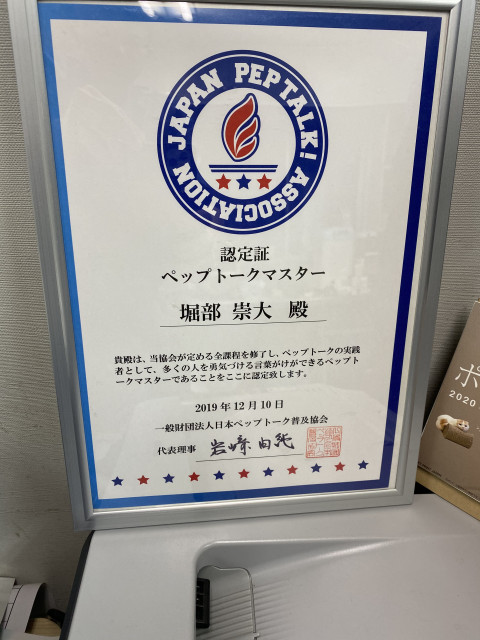 JAPAN PEPTALK! ASSOCIATION
認定証
ペップトークマスター
堀部 崇大 殿
貴殿は、当協会が定める全課程を修了し、ペップトークの実践
者として、多くの人を勇気づける言葉がけができるペップト
ークマスターであることをここに認定致します。
2019年12月10日
一般財団法人日本ペップトーク普及協会
代表理事 岩﨑由純
ポ
2020